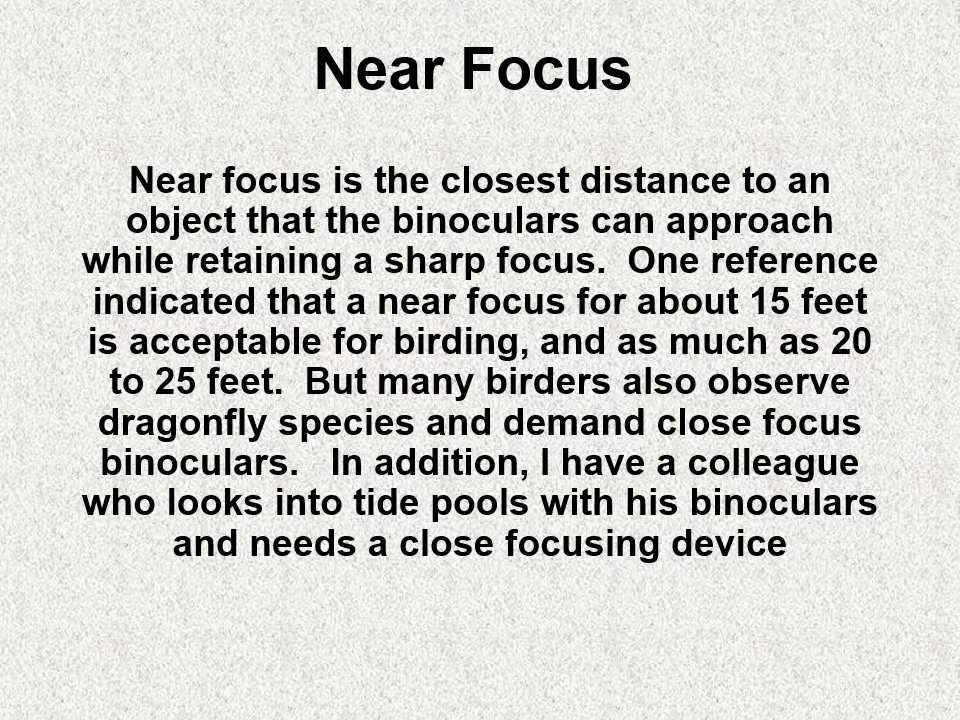 Near Focus
Near focus is the closest distance to an
object that the binoculars can approach
while retaining a sharp focus.  One reference
indicated that a near focus for about 15 feet
is acceptable for birding, and as much as 20
to 25 feet.  But many birders also observe
dragonfly species and demand close focus
binoculars.   In addition, I have a colleague
who looks into tide pools with his binoculars
and needs a close focusing device